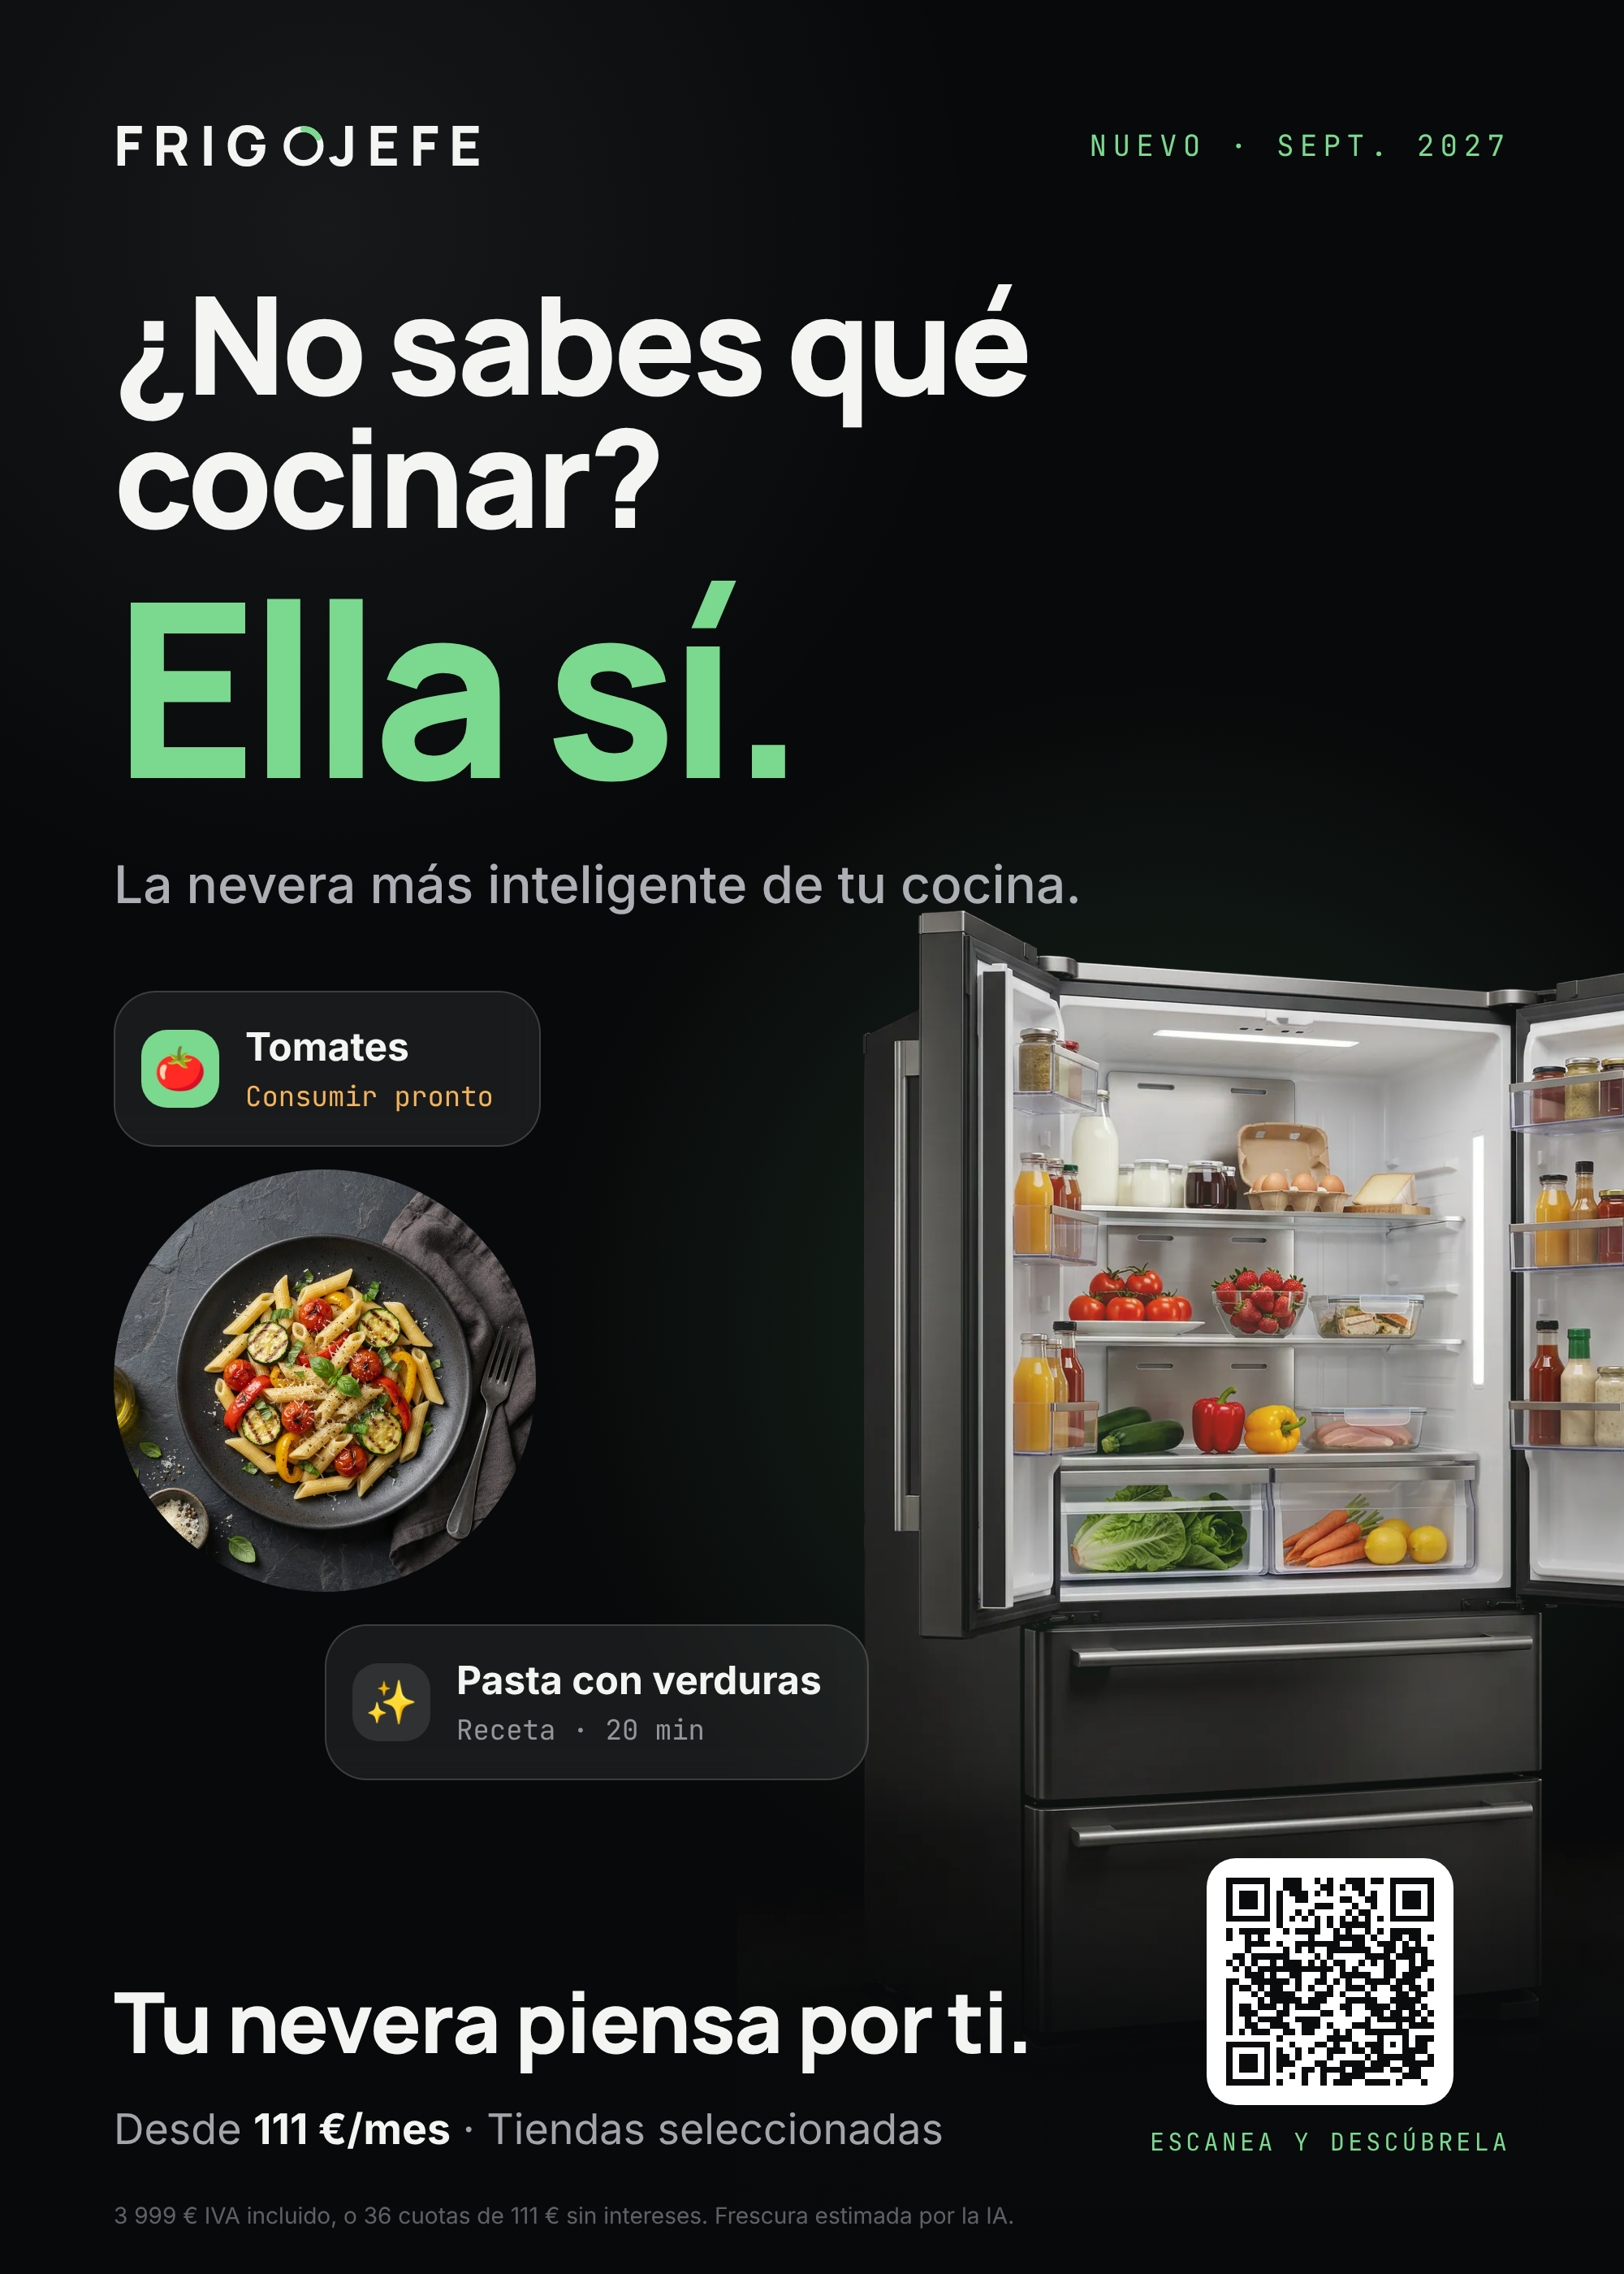 FRIGOJEFE
NUEVO · SEPT. 2027
¿No sabes qué
cocinar?
Ella sí.
La nevera más inteligente de tu cocina.
Tomates
Consumir pronto
Pasta con verduras
Receta · 20 min
Tu nevera piensa por ti.
Desde 111 €/mes · Tiendas seleccionadas
ESCANEA Y DESCÚBRELA
3 999 € IVA incluido, o 36 cuotas de 111 € sin intereses. Frescura estimada por la IA.